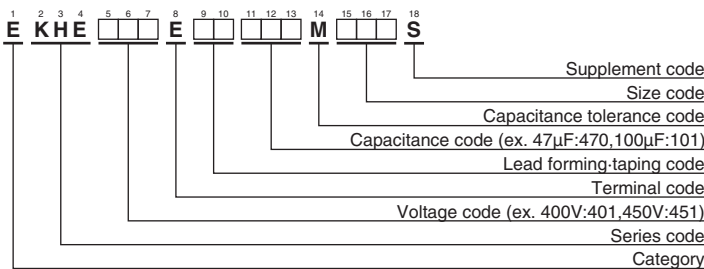 1 2 3 4 5 6 7 8 9 10 11 12 13 14 15 16 17 18
E KHE □□□ E □□ □□□ M □□□ S
Supplement code
Size code
Capacitance tolerance code
Capacitance code (ex. 47μF:470,100μF:101)
Lead forming·taping code
Terminal code
Voltage code (ex. 400V:401,450V:451)
Series code
Category